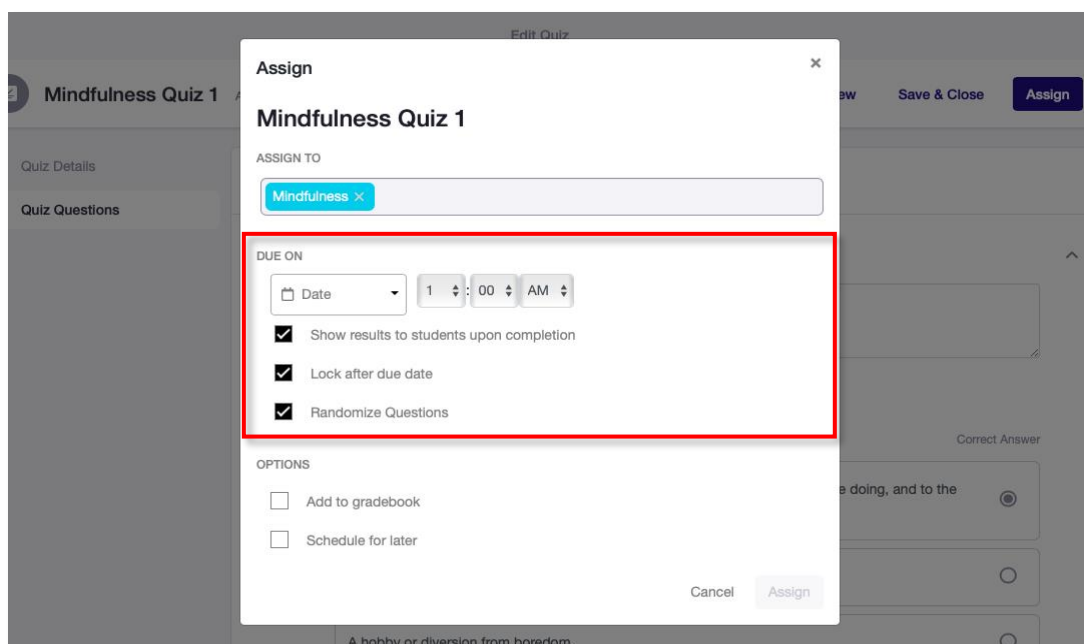 Edit Quiz
Assign ×
Mindfulness Quiz 1
Save & Close
Assign
Mindfulness Quiz 1
Quiz Details
ASSIGN TO
Quiz Questions
Mindfulness ×
DUE ON
Date
1 : 00 AM
Show results to students upon completion
Lock after due date
Randomize Questions
Correct Answer
OPTIONS
doing, and to the
Add to gradebook
Schedule for later
Cancel
Assign
A hobby or diversion from boredom